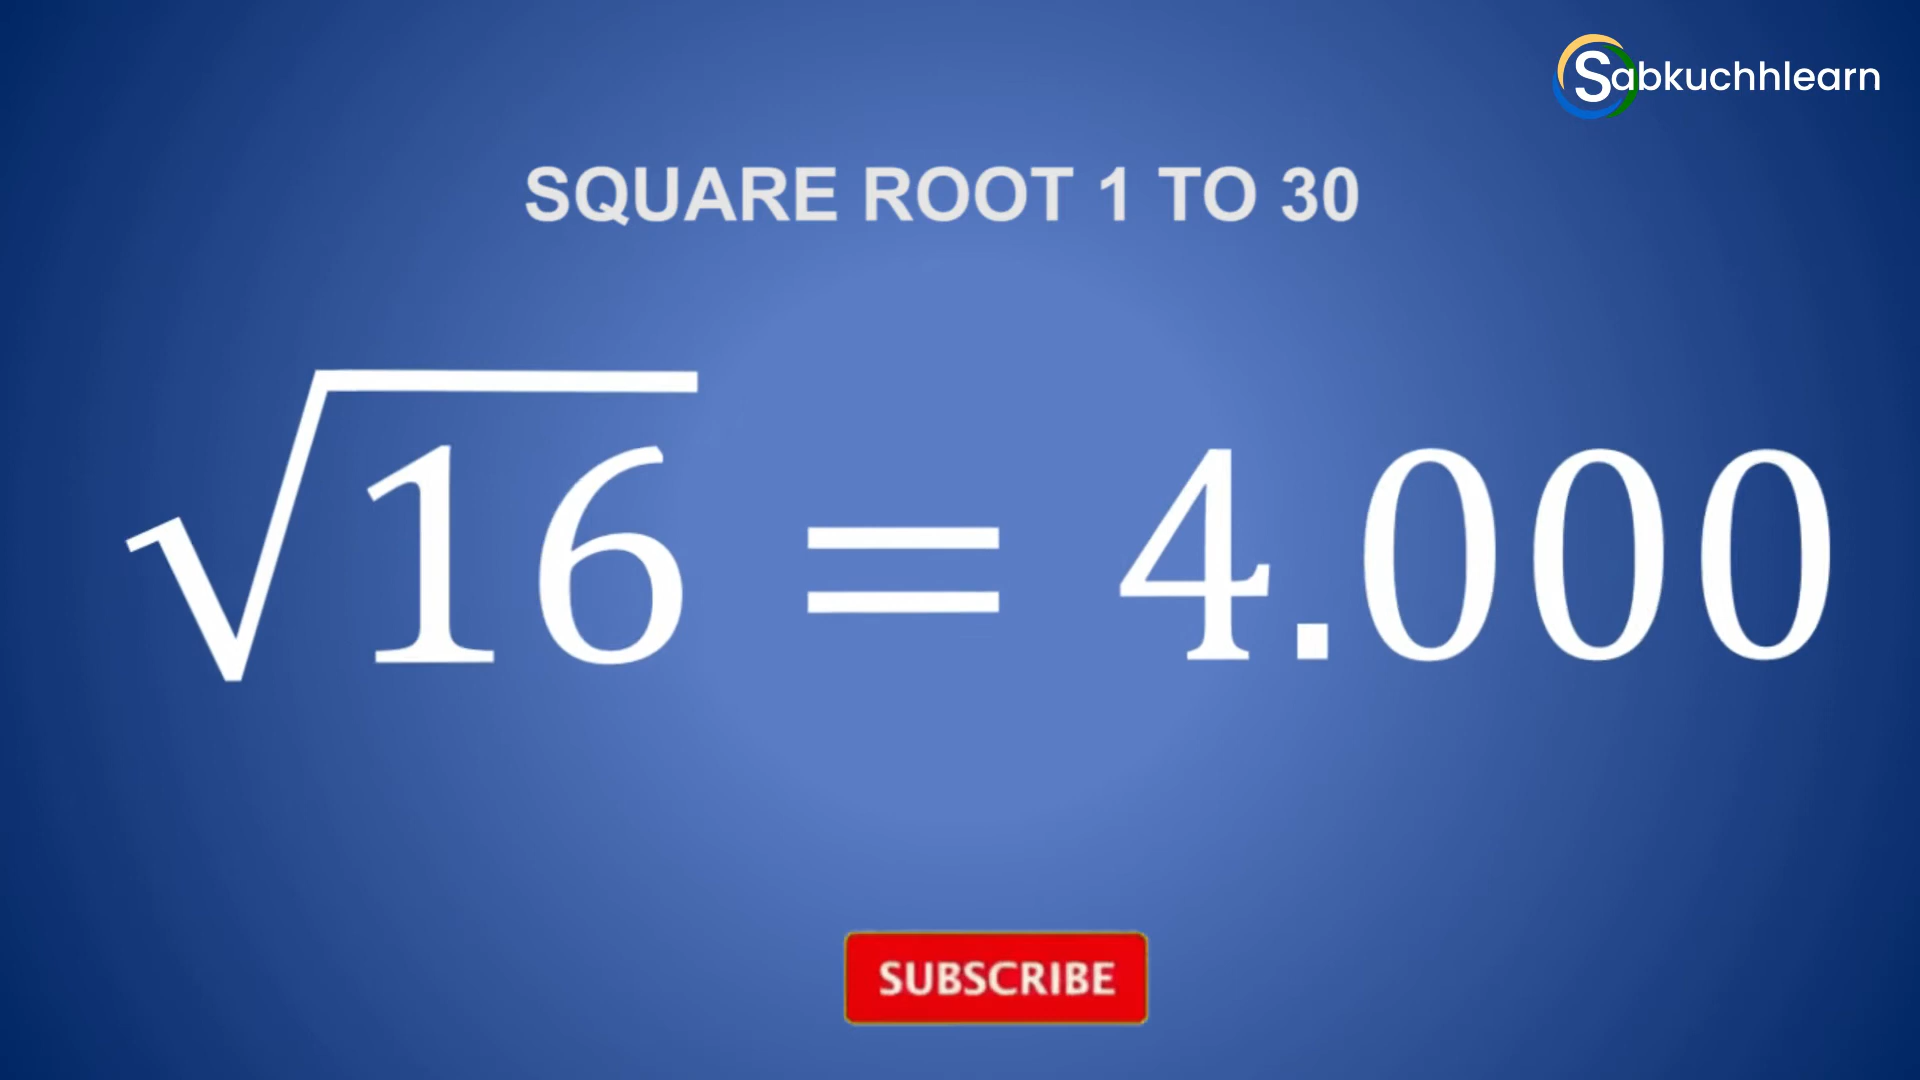 Sabkuchhlearn
SQUARE ROOT 1 TO 30
√16 = 4.000
SUBSCRIBE